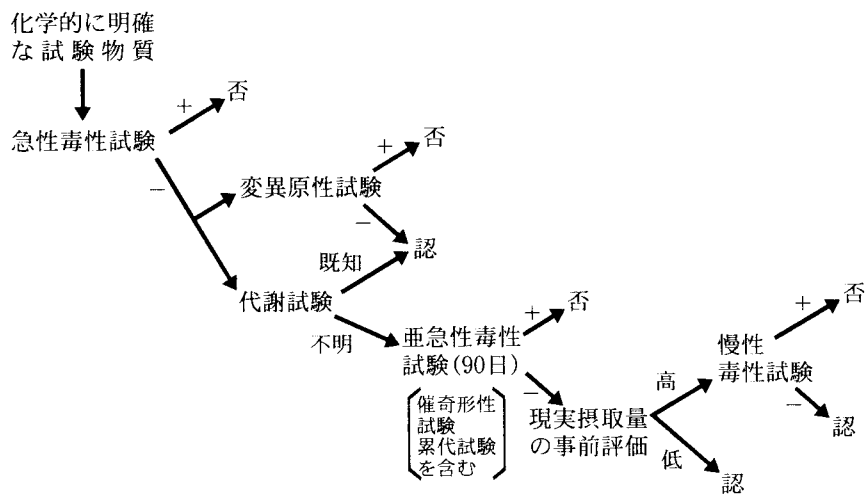 化学的に明確
な試験物質
急性毒性試験
+
否
−
変異原性試験
+
否
−
認
代謝試験
既知
不明
亜急性毒性
試験(90日)
催奇形性
試験
累代試験
を含む
+
否
−
現実摂取量
の事前評価
高
低
認
慢性
毒性試験
+
否
−
認